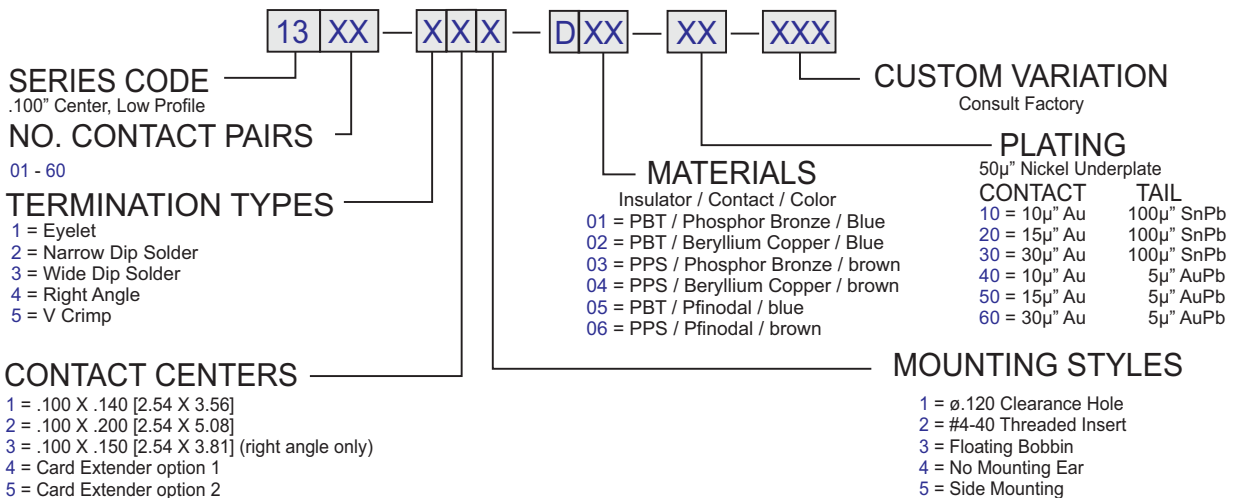 13 XX — X X X — D XX — XX — XXX
SERIES CODE
.100” Center, Low Profile
NO. CONTACT PAIRS
01 - 60
TERMINATION TYPES
1 = Eyelet
2 = Narrow Dip Solder
3 = Wide Dip Solder
4 = Right Angle
5 = V Crimp
CONTACT CENTERS
1 = .100 X .140 [2.54 X 3.56]
2 = .100 X .200 [2.54 X 5.08]
3 = .100 X .150 [2.54 X 3.81] (right angle only)
4 = Card Extender option 1
5 = Card Extender option 2
MATERIALS
Insulator / Contact / Color
01 = PBT / Phosphor Bronze / Blue
02 = PBT / Beryllium Copper / Blue
03 = PPS / Phosphor Bronze / brown
04 = PPS / Beryllium Copper / brown
05 = PBT / Pfinodal / blue
06 = PPS / Pfinodal / brown
CUSTOM VARIATION
Consult Factory
PLATING
50µ” Nickel Underplate
CONTACT TAIL
10 = 10µ” Au 100µ” SnPb
20 = 15µ” Au 100µ” SnPb
30 = 30µ” Au 100µ” SnPb
40 = 10µ” Au 5µ” AuPb
50 = 15µ” Au 5µ” AuPb
60 = 30µ” Au 5µ” AuPb
MOUNTING STYLES
1 = ø.120 Clearance Hole
2 = #4-40 Threaded Insert
3 = Floating Bobbin
4 = No Mounting Ear
5 = Side Mounting